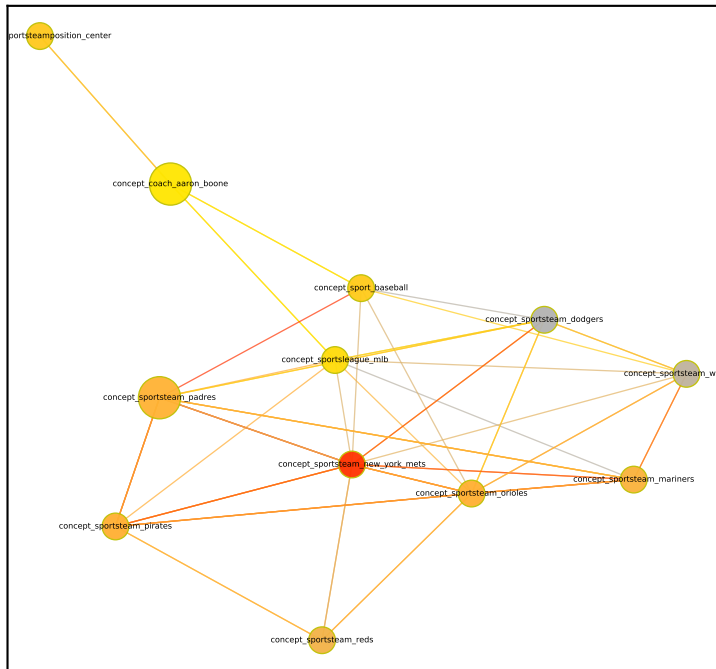 portsteamposition_center
concept_coach_aaron_boone
concept_sport_baseball
concept_sportsteam_dodgers
concept_sportsleague_mlb
concept_sportsteam_w
concept_sportsteam_padres
concept_sportsteam_new_york_mets
concept_sportsteam_mariners
concept_sportsteam_orioles
concept_sportsteam_pirates
concept_sportsteam_reds